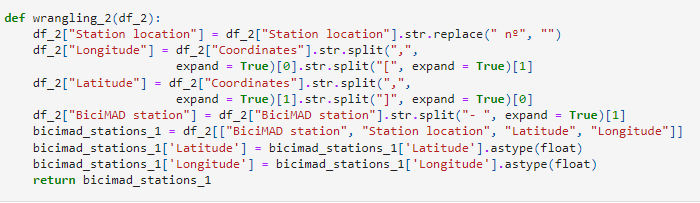 def wrangling_2(df_2):
    df_2["Station location"] = df_2["Station location"].str.replace(" nº", "")
    df_2["Longitude"] = df_2["Coordinates"].str.split(",",
                        expand = True)[0].str.split("[", expand = True)[1]
    df_2["Latitude"] = df_2["Coordinates"].str.split(",",
                        expand = True)[1].str.split("]", expand = True)[0]
    df_2["BiciMAD station"] = df_2["BiciMAD station"].str.split("- ", expand = True)[1]
    bicimad_stations_1 = df_2[["BiciMAD station", "Station location", "Latitude", "Longitude"]]
    bicimad_stations_1['Latitude'] = bicimad_stations_1['Latitude'].astype(float)
    bicimad_stations_1['Longitude'] = bicimad_stations_1['Longitude'].astype(float)
    return bicimad_stations_1